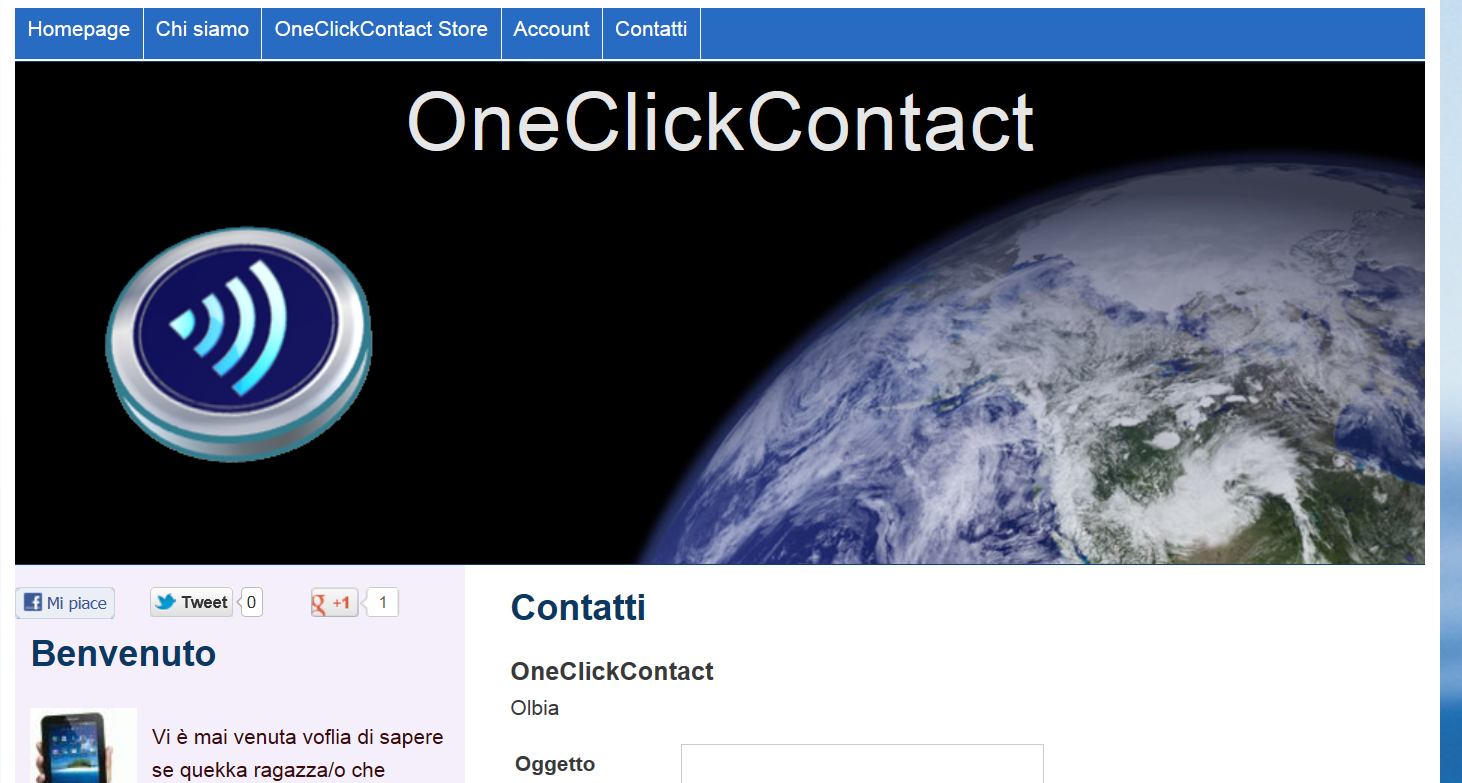 Homepage
Chi siamo
OneClickContact Store
Account
Contatti
OneClickContact
Mi piace
Tweet
0
+1
1
Benvenuto
Vi è mai venuta voflia di sapere
se quekka ragazza/o che
Contatti
OneClickContact
Olbia
Oggetto